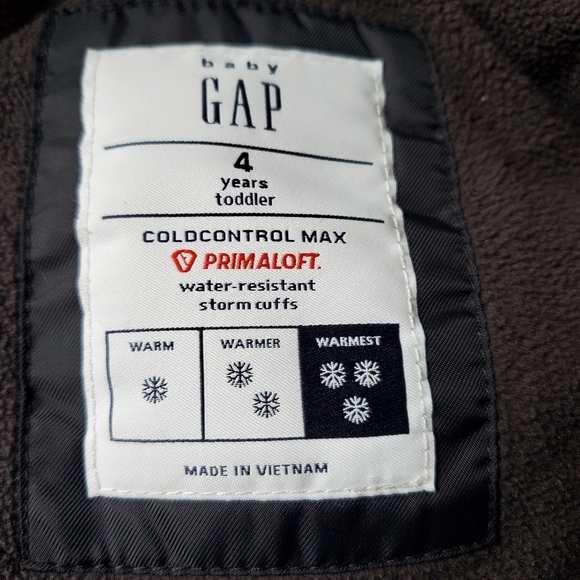 baby
GAP
4
years
toddler
COLDCONTROL MAX
PRIMALOFT.
water-resistant
storm cuffs
WARM WARMER WARMEST
MADE IN VIETNAM